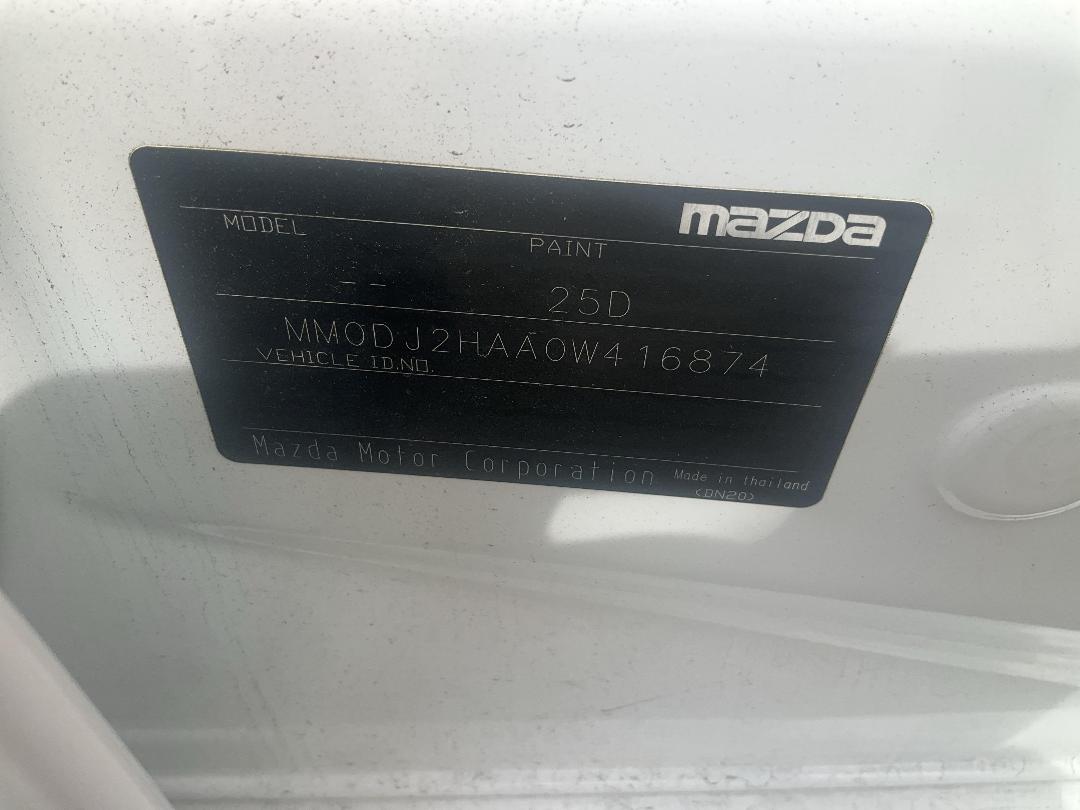 mazda
MODEL PAINT
-- 25D
MM0DJ2HAA0W416874
VEHICLE ID.NO.
Mazda Motor Corporation Made in thailand
(DN20)